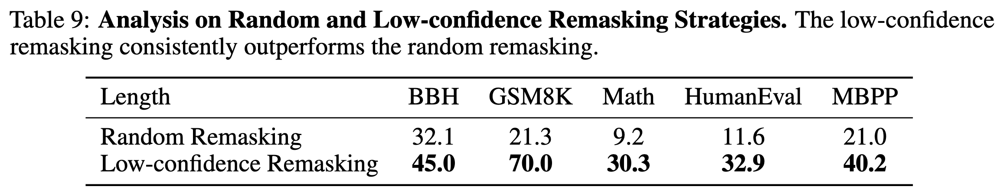 Table 9: Analysis on Random and Low-confidence Remasking Strategies. The low-confidence
remasking consistently outperforms the random remasking.
Length BBH GSM8K Math HumanEval MBPP
Random Remasking 32.1 21.3 9.2 11.6 21.0
Low-confidence Remasking 45.0 70.0 30.3 32.9 40.2